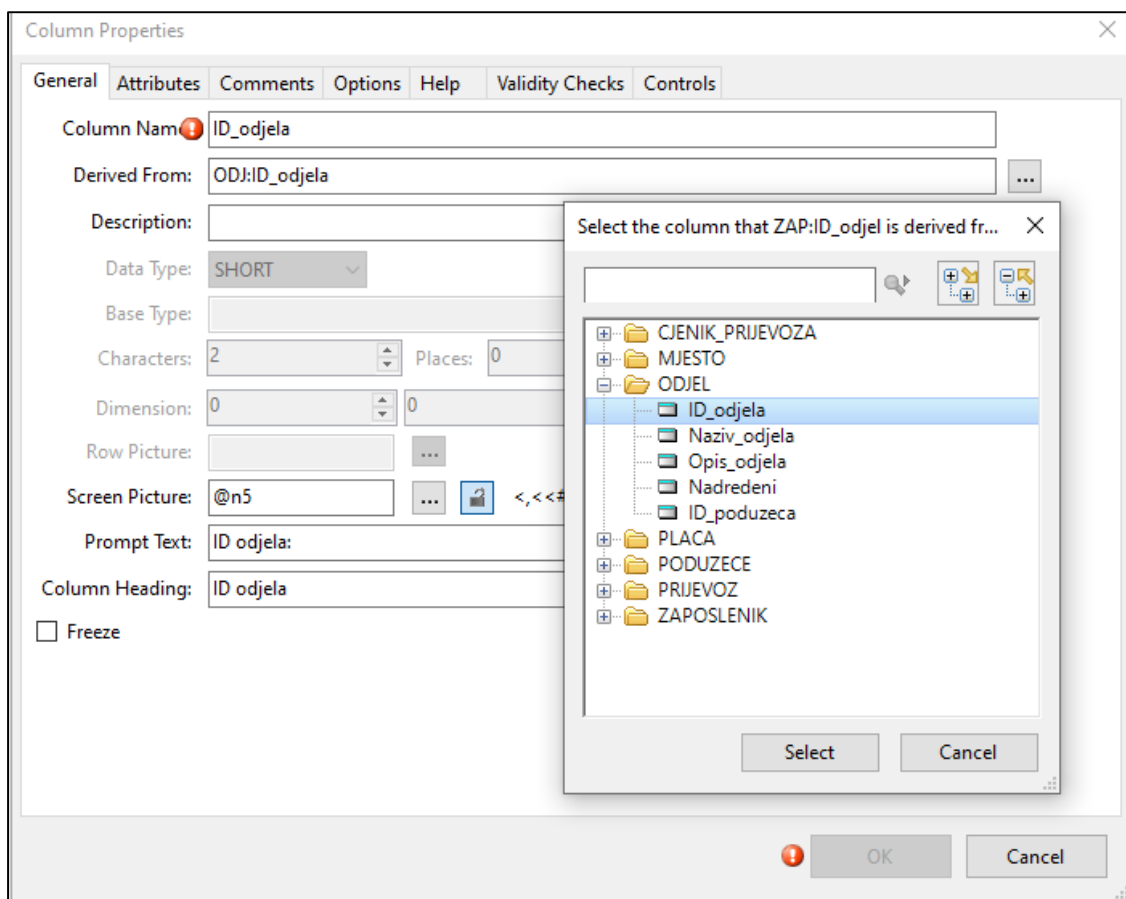 Column Properties
General Attributes Comments Options Help Validity Checks Controls
Column Nam ID_odjela
Derived From: ODJ:ID_odjela ...
Description:
Data Type: SHORT
Base Type:
Characters: 2 Places: 0
Dimension: 0 0
Row Picture: ...
Screen Picture: @n5 ... <,<<#
Prompt Text: ID odjela:
Column Heading: ID odjela
Freeze
OK Cancel
Select the column that ZAP:ID_odjel is derived fr...
CJENIK_PRIJEVOZA
MJESTO
ODJEL
ID_odjela
Naziv_odjela
Opis_odjela
Nadredeni
ID_poduzeca
PLACA
PODUZECE
PRIJEVOZ
ZAPOSLENIK
Select Cancel